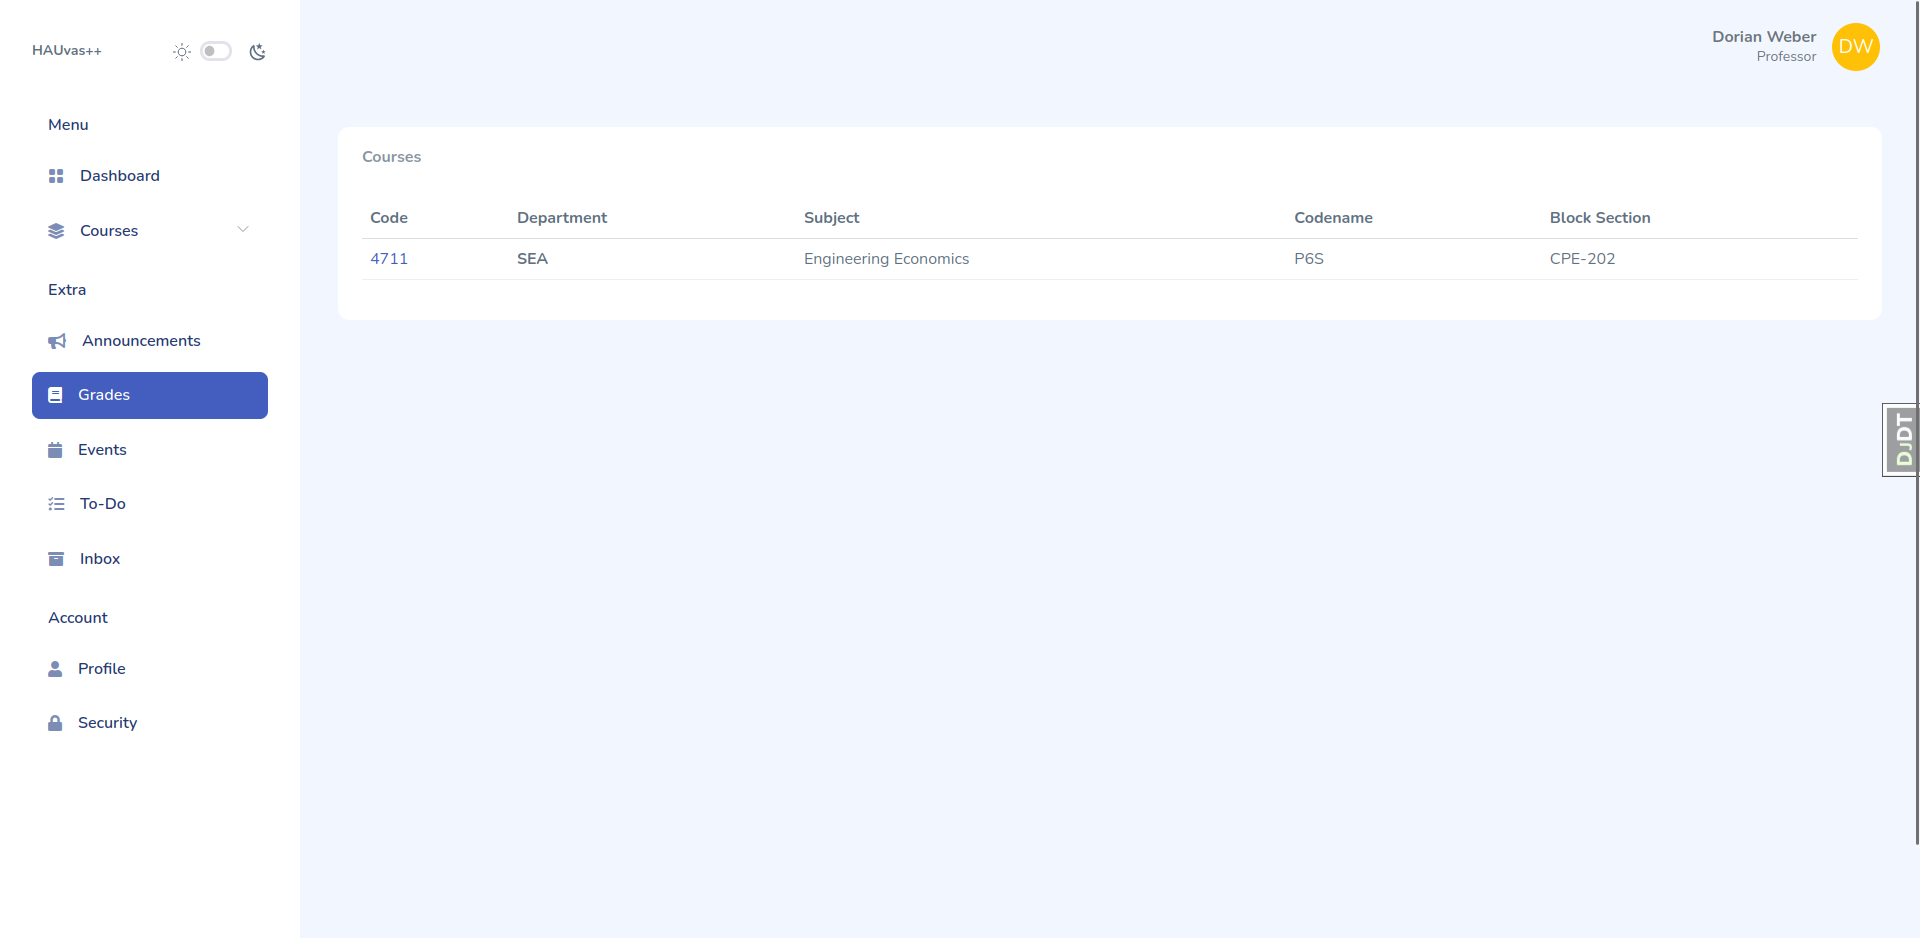 HAUvas++
Menu
Dashboard
Courses
Extra
Announcements
Grades
Events
To-Do
Inbox
Account
Profile
Security
Dorian Weber
Professor
DW
Courses
Code Department Subject Codename Block Section
4711 SEA Engineering Economics P6S CPE-202
DJDT